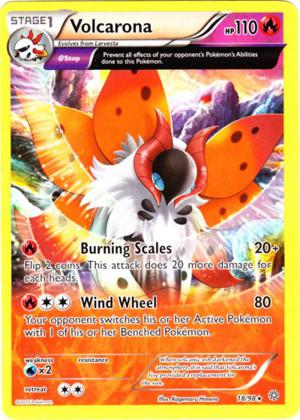 STAGE1
Volcarona
HP110
Evolves from Larvesta
ΩStop
Prevent all effects of your opponent's Pokémon's Abilities
done to this Pokémon.
Burning Scales 20+
Flip 2 coins. This attack does 20 more damage for
each heads.
Wind Wheel 80
Your opponent switches his or her Active Pokémon
with 1 of his or her Benched Pokémon.
weakness
×2
resistance
When volcanic ash darkened the
atmosphere, it is said that Volcarona's
fire provided a replacement for
the sun.
retreat
©2015 Pokémon
Illus. Kagemaru Himeno
18/98